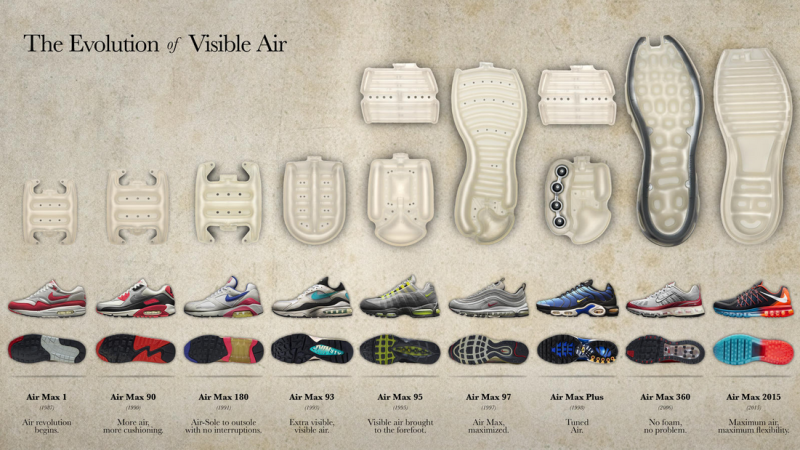 The Evolution of Visible Air
Air Max 1
(1987)
Air revolution
begins.
Air Max 90
(1990)
More air,
more cushioning.
Air Max 180
(1991)
Air-Sole to outsole
with no interruptions.
Air Max 93
(1993)
Extra visible,
visible air.
Air Max 95
(1995)
Visible air brought
to the forefoot.
Air Max 97
(1997)
Air Max,
maximized.
Air Max Plus
(1998)
Tuned
Air.
Air Max 360
(2006)
No foam,
no problem.
Air Max 2015
(2015)
Maximum air,
maximum flexibility.